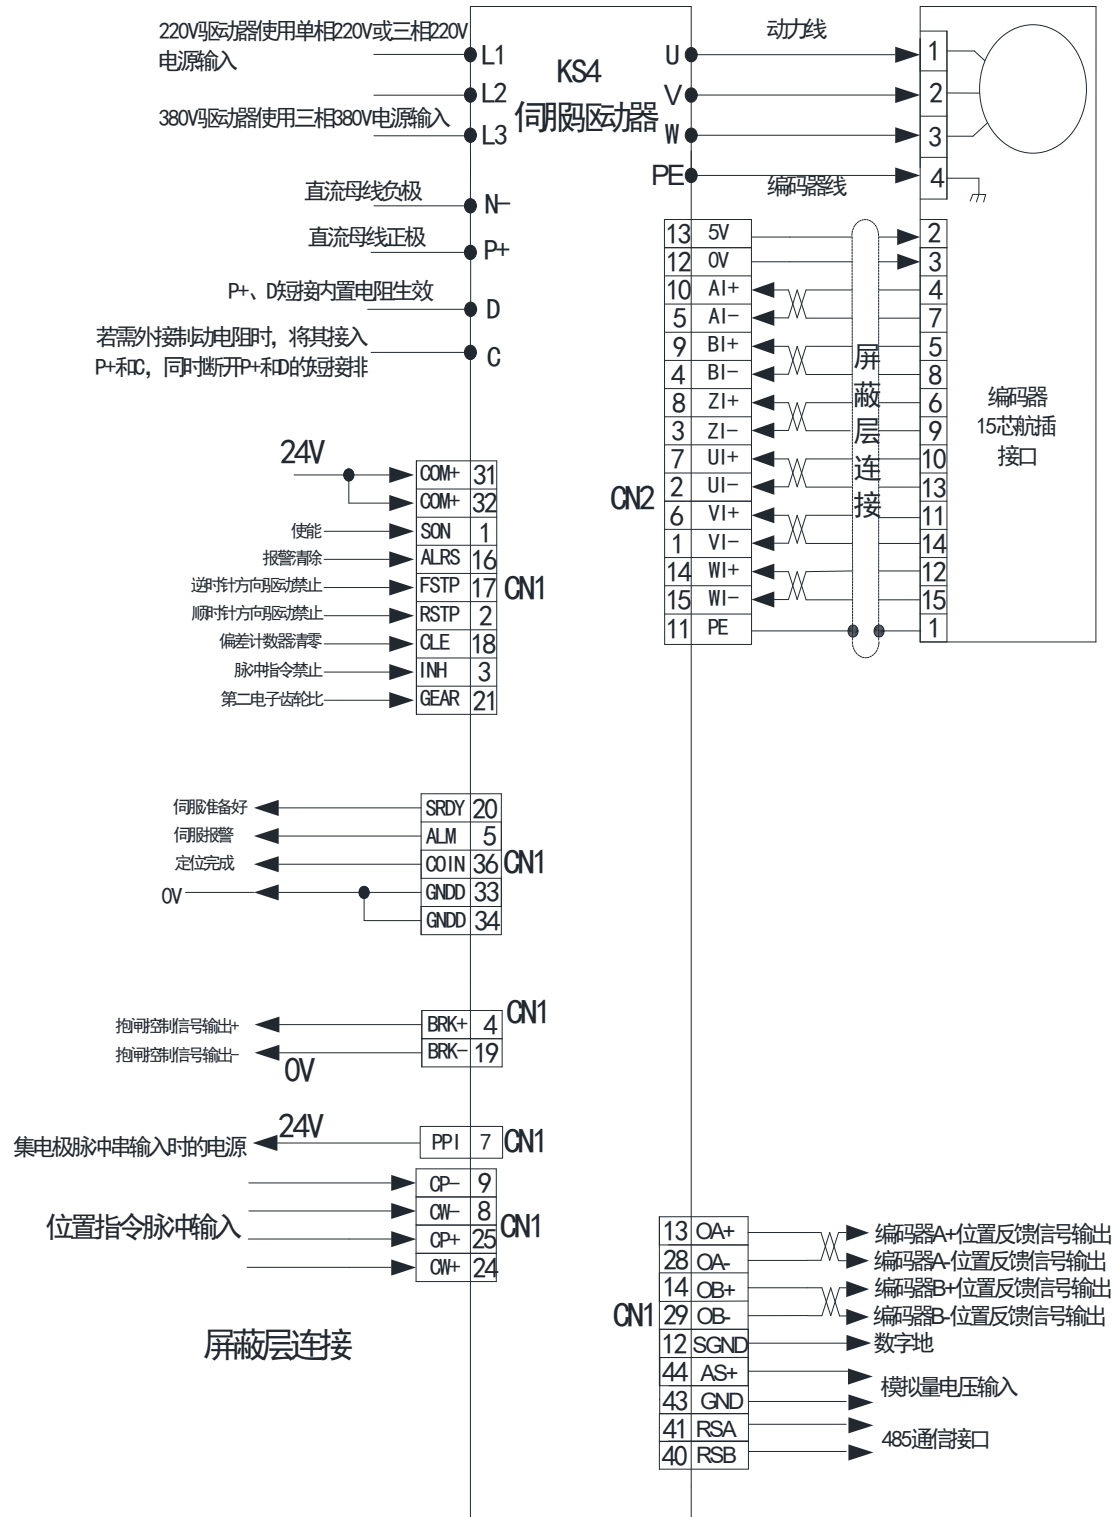 220V驱动器使用单相220V或三相220V
电源输入
L1
L2
380V驱动器使用三相380V电源输入
L3
直流母线负极
N-
直流母线正极
P+
P+、D短接内置电阻生效
D
若需外接制动电阻时，将其接入
P+和C，同时断开P+和D的短接排
C
KS4
伺服驱动器
U
V
W
PE
动力线
编码器线
1
2
3
4
24V
COM+ 31
COM+ 32
使能 SON 1
报警清除 ALRS 16
逆时针方向驱动禁止 FSTP 17
顺时针方向驱动禁止 RSTP 2
偏差计数器清零 CLE 18
脉冲指令禁止 INH 3
第二电子齿轮比 GEAR 21
CN1
CN2
13 5V 2
12 0V 3
10 AI+ 4
5 AI- 7
9 BI+ 5
4 BI- 8
8 ZI+ 6
3 ZI- 9
7 UI+ 10
2 UI- 13
6 VI+ 11
1 VI- 14
14 WI+ 12
15 WI- 15
11 PE 1
屏蔽层连接
编码器
15芯航插
接口
伺服准备好 SRDY 20
伺服报警 ALM 5
定位完成 COIN 36
0V GNDD 33
GNDD 34
CN1
抱闸控制信号输出+ BRK+ 4
抱闸控制信号输出- BRK- 19
0V
CN1
24V
集电极脉冲串输入时的电源 PPI 7
CN1
位置指令脉冲输入
CP- 9
CW- 8
CP+ 25
CW+ 24
CN1
屏蔽层连接
CN1
13 OA+ 编码器A+位置反馈信号输出
28 OA- 编码器A-位置反馈信号输出
14 OB+ 编码器B+位置反馈信号输出
29 OB- 编码器B-位置反馈信号输出
12 SGND 数字地
44 AS+
43 GND
模拟量电压输入
41 RSA
40 RSB
485通信接口